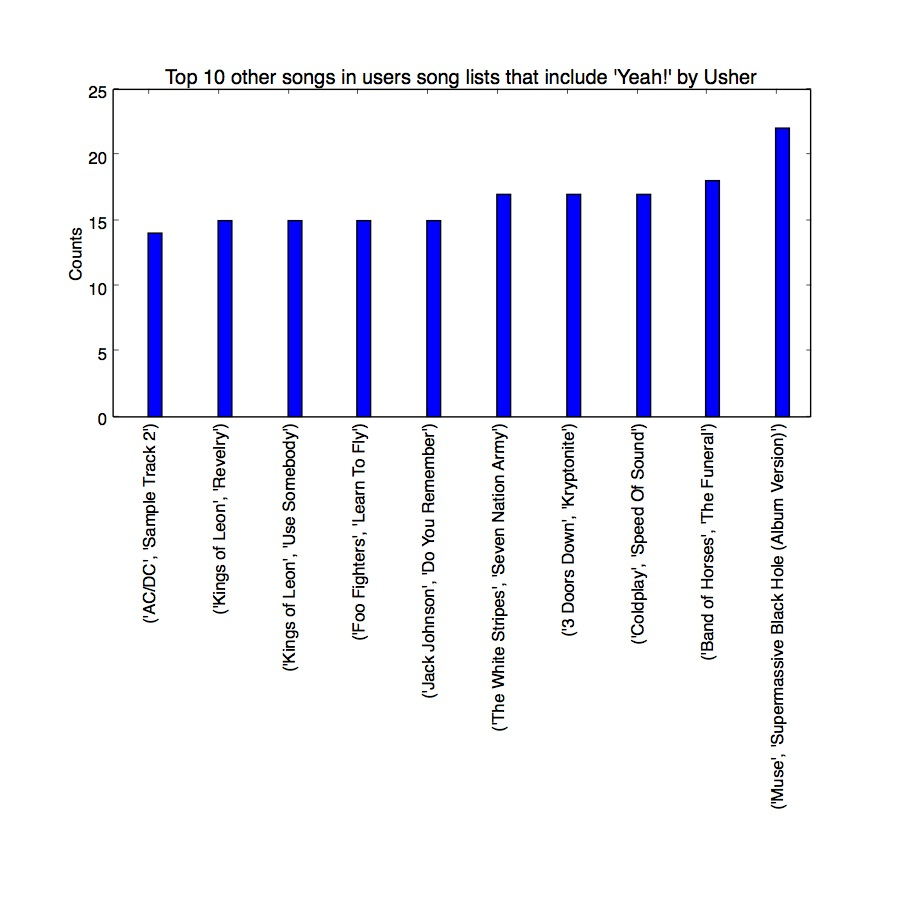 Top 10 other songs in users song lists that include 'Yeah!' by Usher
25
20
15
10
5
0
Counts
('AC/DC', 'Sample Track 2')
('Kings of Leon', 'Revelry')
('Kings of Leon', 'Use Somebody')
('Foo Fighters', 'Learn To Fly')
('Jack Johnson', 'Do You Remember')
('The White Stripes', 'Seven Nation Army')
('3 Doors Down', 'Kryptonite')
('Coldplay', 'Speed Of Sound')
('Band of Horses', 'The Funeral')
('Muse', 'Supermassive Black Hole (Album Version)')